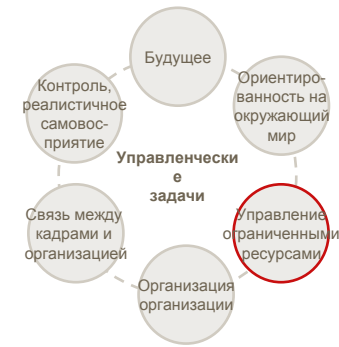 Будущее
Ориентиро-
ванность на
окружающий
мир
Управление
ограниченными
ресурсами
Организация
организации
Связь между
кадрами и
организацией
Контроль,
реалистичное
самовос-
приятие
Управленчески
е
задачи